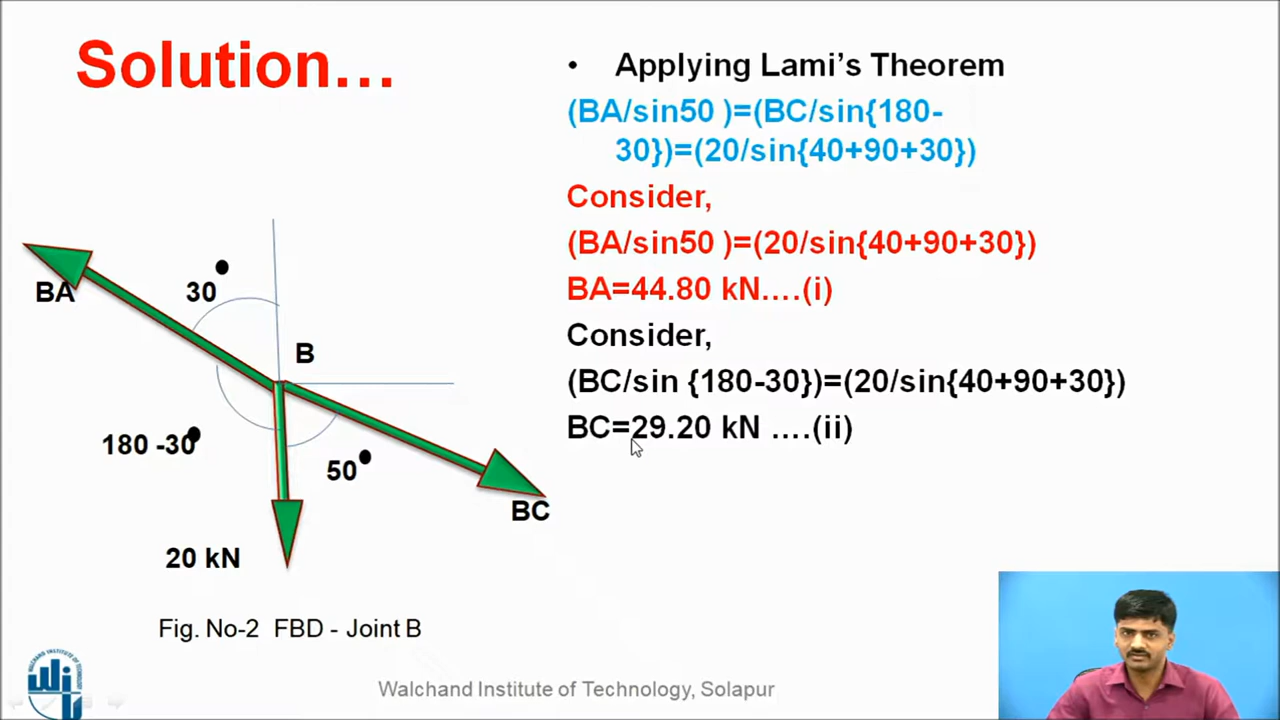 Solution...
• Applying Lami's Theorem
(BA/sin50 )=(BC/sin{180-
30})=(20/sin{40+90+30})
Consider,
(BA/sin50 )=(20/sin{40+90+30})
BA=44.80 kN....(i)
Consider,
(BC/sin {180-30})=(20/sin{40+90+30})
BC=29.20 kN ....(ii)
BA
30
B
180 -30
50
BC
20 kN
Fig. No-2 FBD - Joint B
Walchand Institute of Technology, Solapur